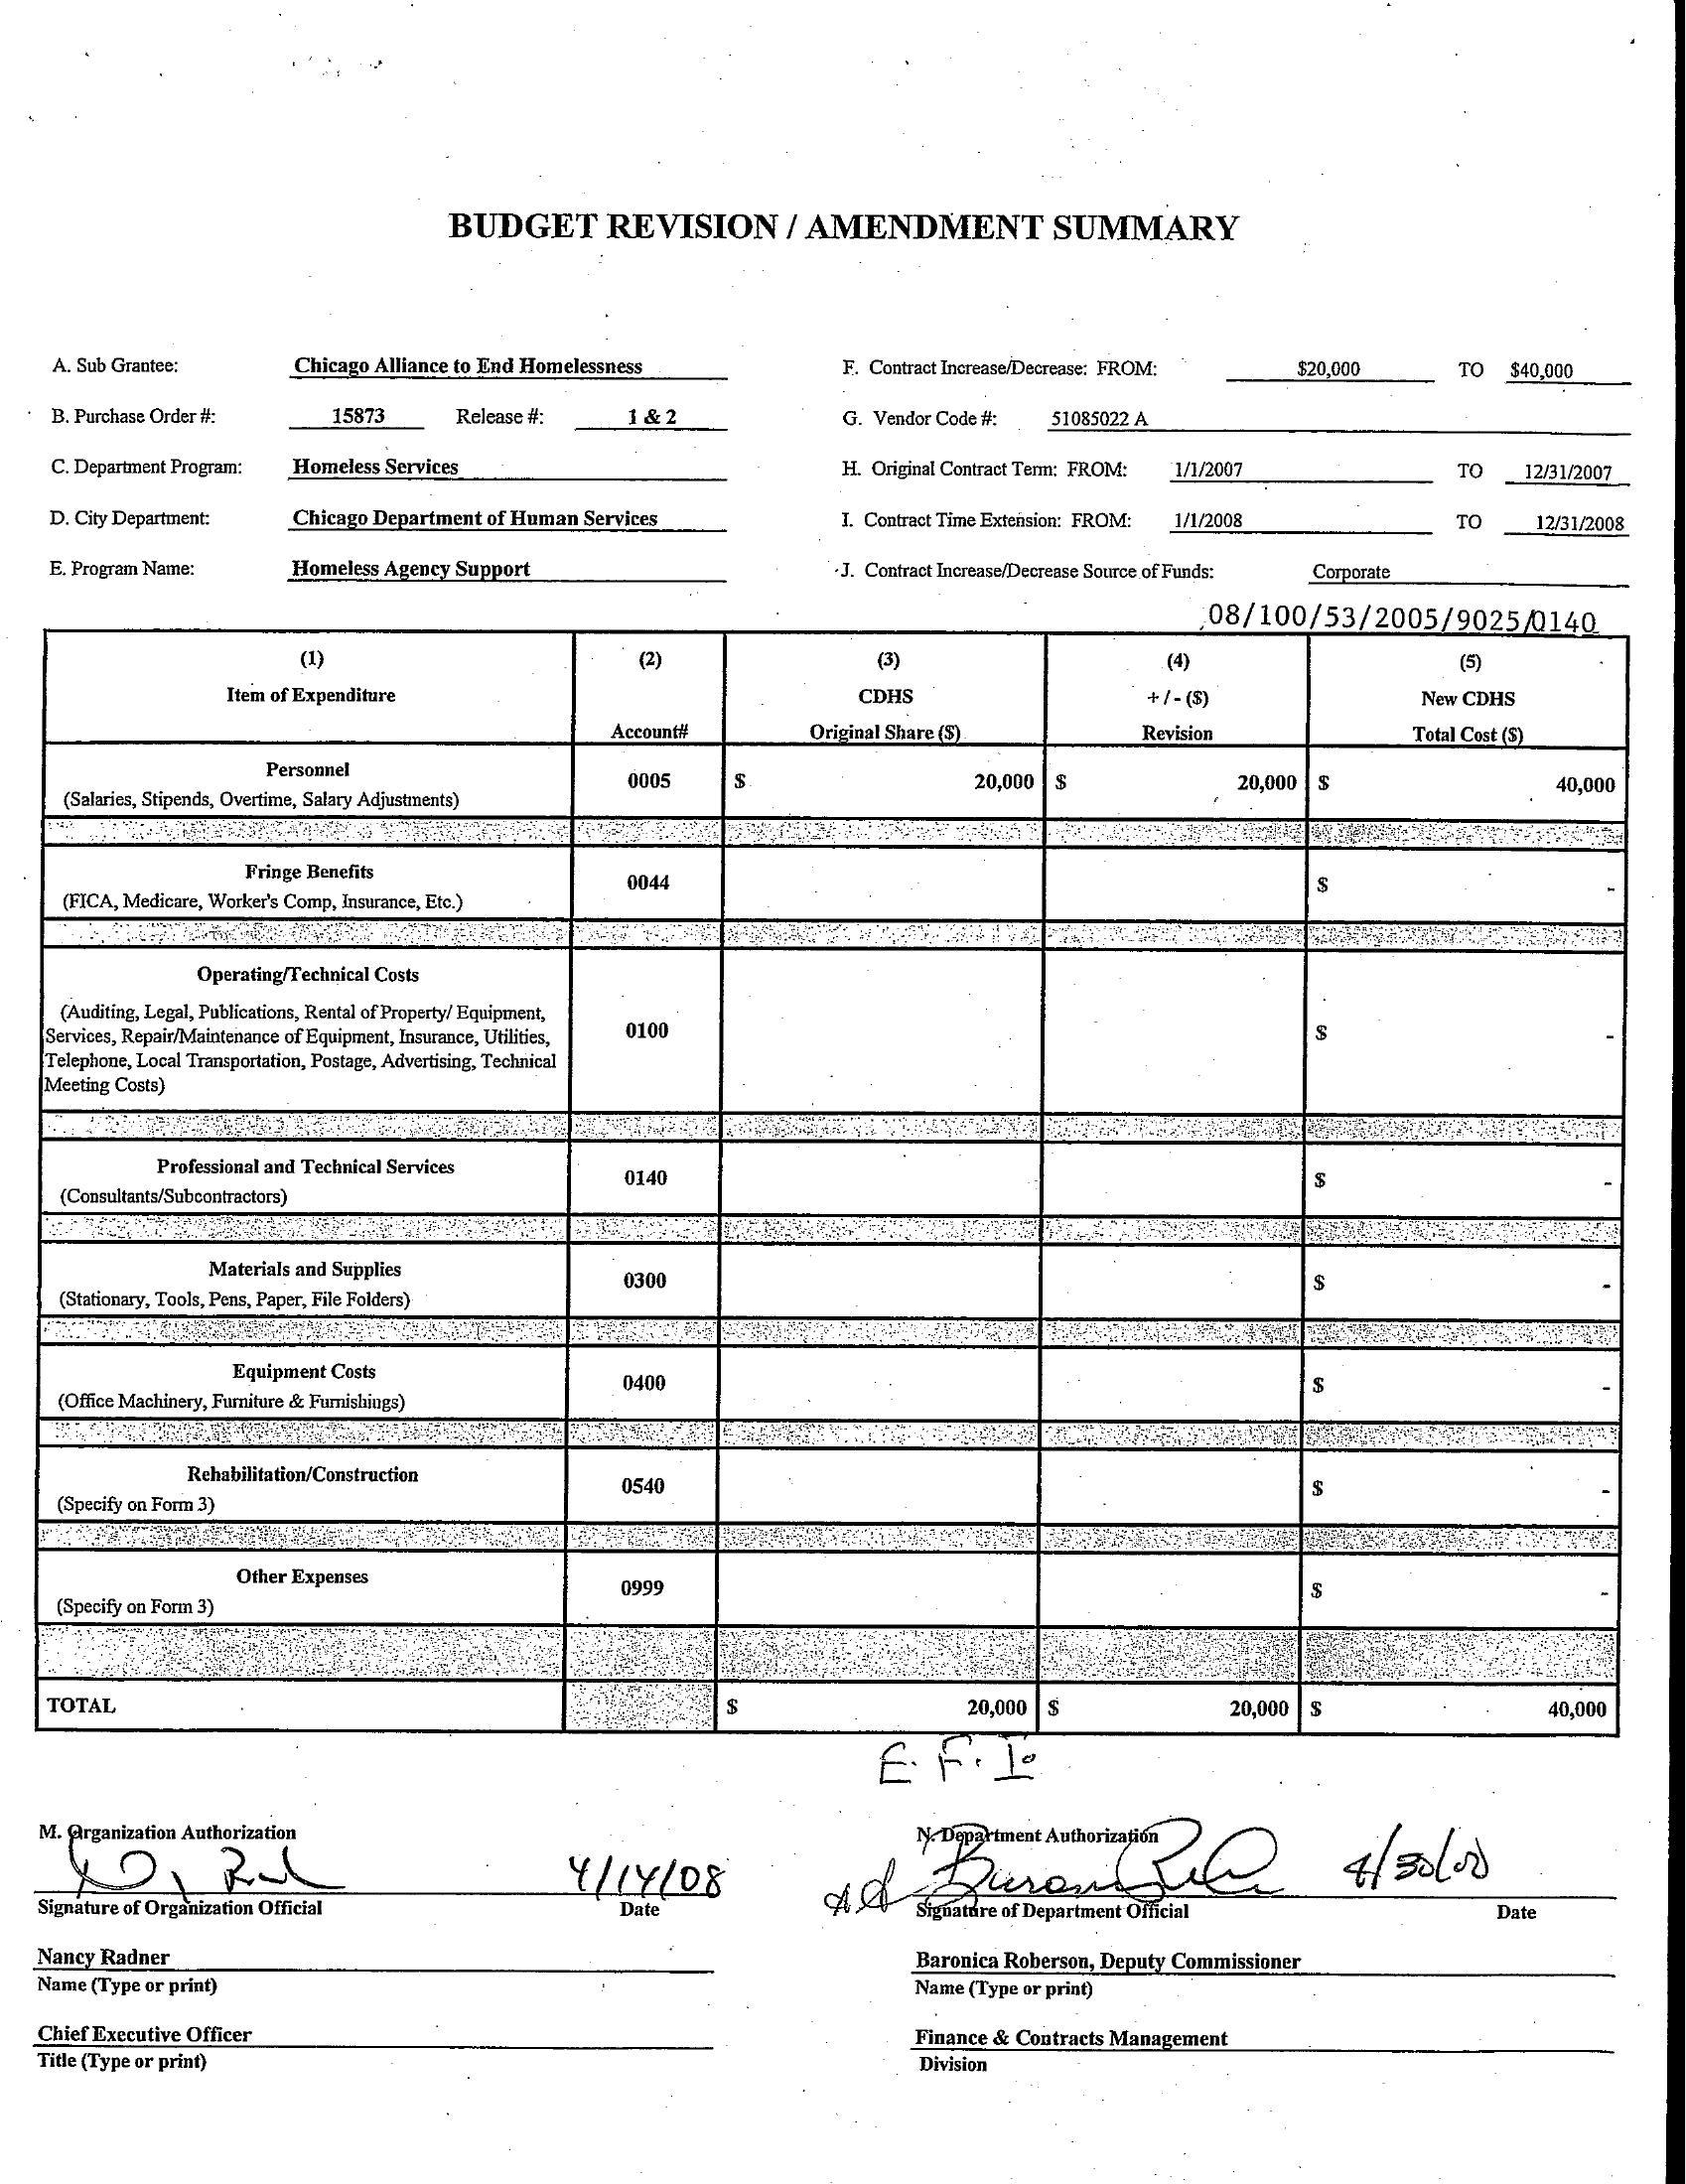 BUDGET REVISION / AMENDMENT SUMMARY
A. Sub Grantee: Chicago Alliance to End Homelessness F. Contract Increase/Decrease: FROM: $20,000 TO $40,000
B. Purchase Order #: 15873 Release #: 1 & 2 G. Vendor Code #: 51085022 A
C. Department Program: Homeless Services H. Original Contract Term: FROM: 1/1/2007 TO 12/31/2007
D. City Department: Chicago Department of Human Services I. Contract Time Extension: FROM: 1/1/2008 TO 12/31/2008
E. Program Name: Homeless Agency Support J. Contract Increase/Decrease Source of Funds: Corporate
08/100/53/2005/9025/0140
(1) (2) (3) (4) (5)
Item of Expenditure CDHS + / - ($) New CDHS
Account# Original Share ($) Revision Total Cost ($)
Personnel
0005 $ 20,000 $ 20,000 $ 40,000
(Salaries, Stipends, Overtime, Salary Adjustments)
Fringe Benefits
0044 $ -
(FICA, Medicare, Worker's Comp, Insurance, Etc.)
Operating/Technical Costs
(Auditing, Legal, Publications, Rental of Property/ Equipment,
Services, Repair/Maintenance of Equipment, Insurance, Utilities, 0100 $ -
Telephone, Local Transportation, Postage, Advertising, Technical
Meeting Costs)
Professional and Technical Services
0140 $ -
(Consultants/Subcontractors)
Materials and Supplies
0300 $ -
(Stationary, Tools, Pens, Paper, File Folders)
Equipment Costs
0400 $ -
(Office Machinery, Furniture & Furnishings)
Rehabilitation/Construction
0540 $ -
(Specify on Form 3)
Other Expenses
0999 $ -
(Specify on Form 3)
TOTAL $ 20,000 $ 20,000 $ 40,000
E. F. I.
M. Organization Authorization N. Department Authorization
4/14/08
Signature of Organization Official Date Signature of Department Official Date
Nancy Radner Baronica Roberson, Deputy Commissioner
Name (Type or print) Name (Type or print)
Chief Executive Officer Finance & Contracts Management
Title (Type or print) Division